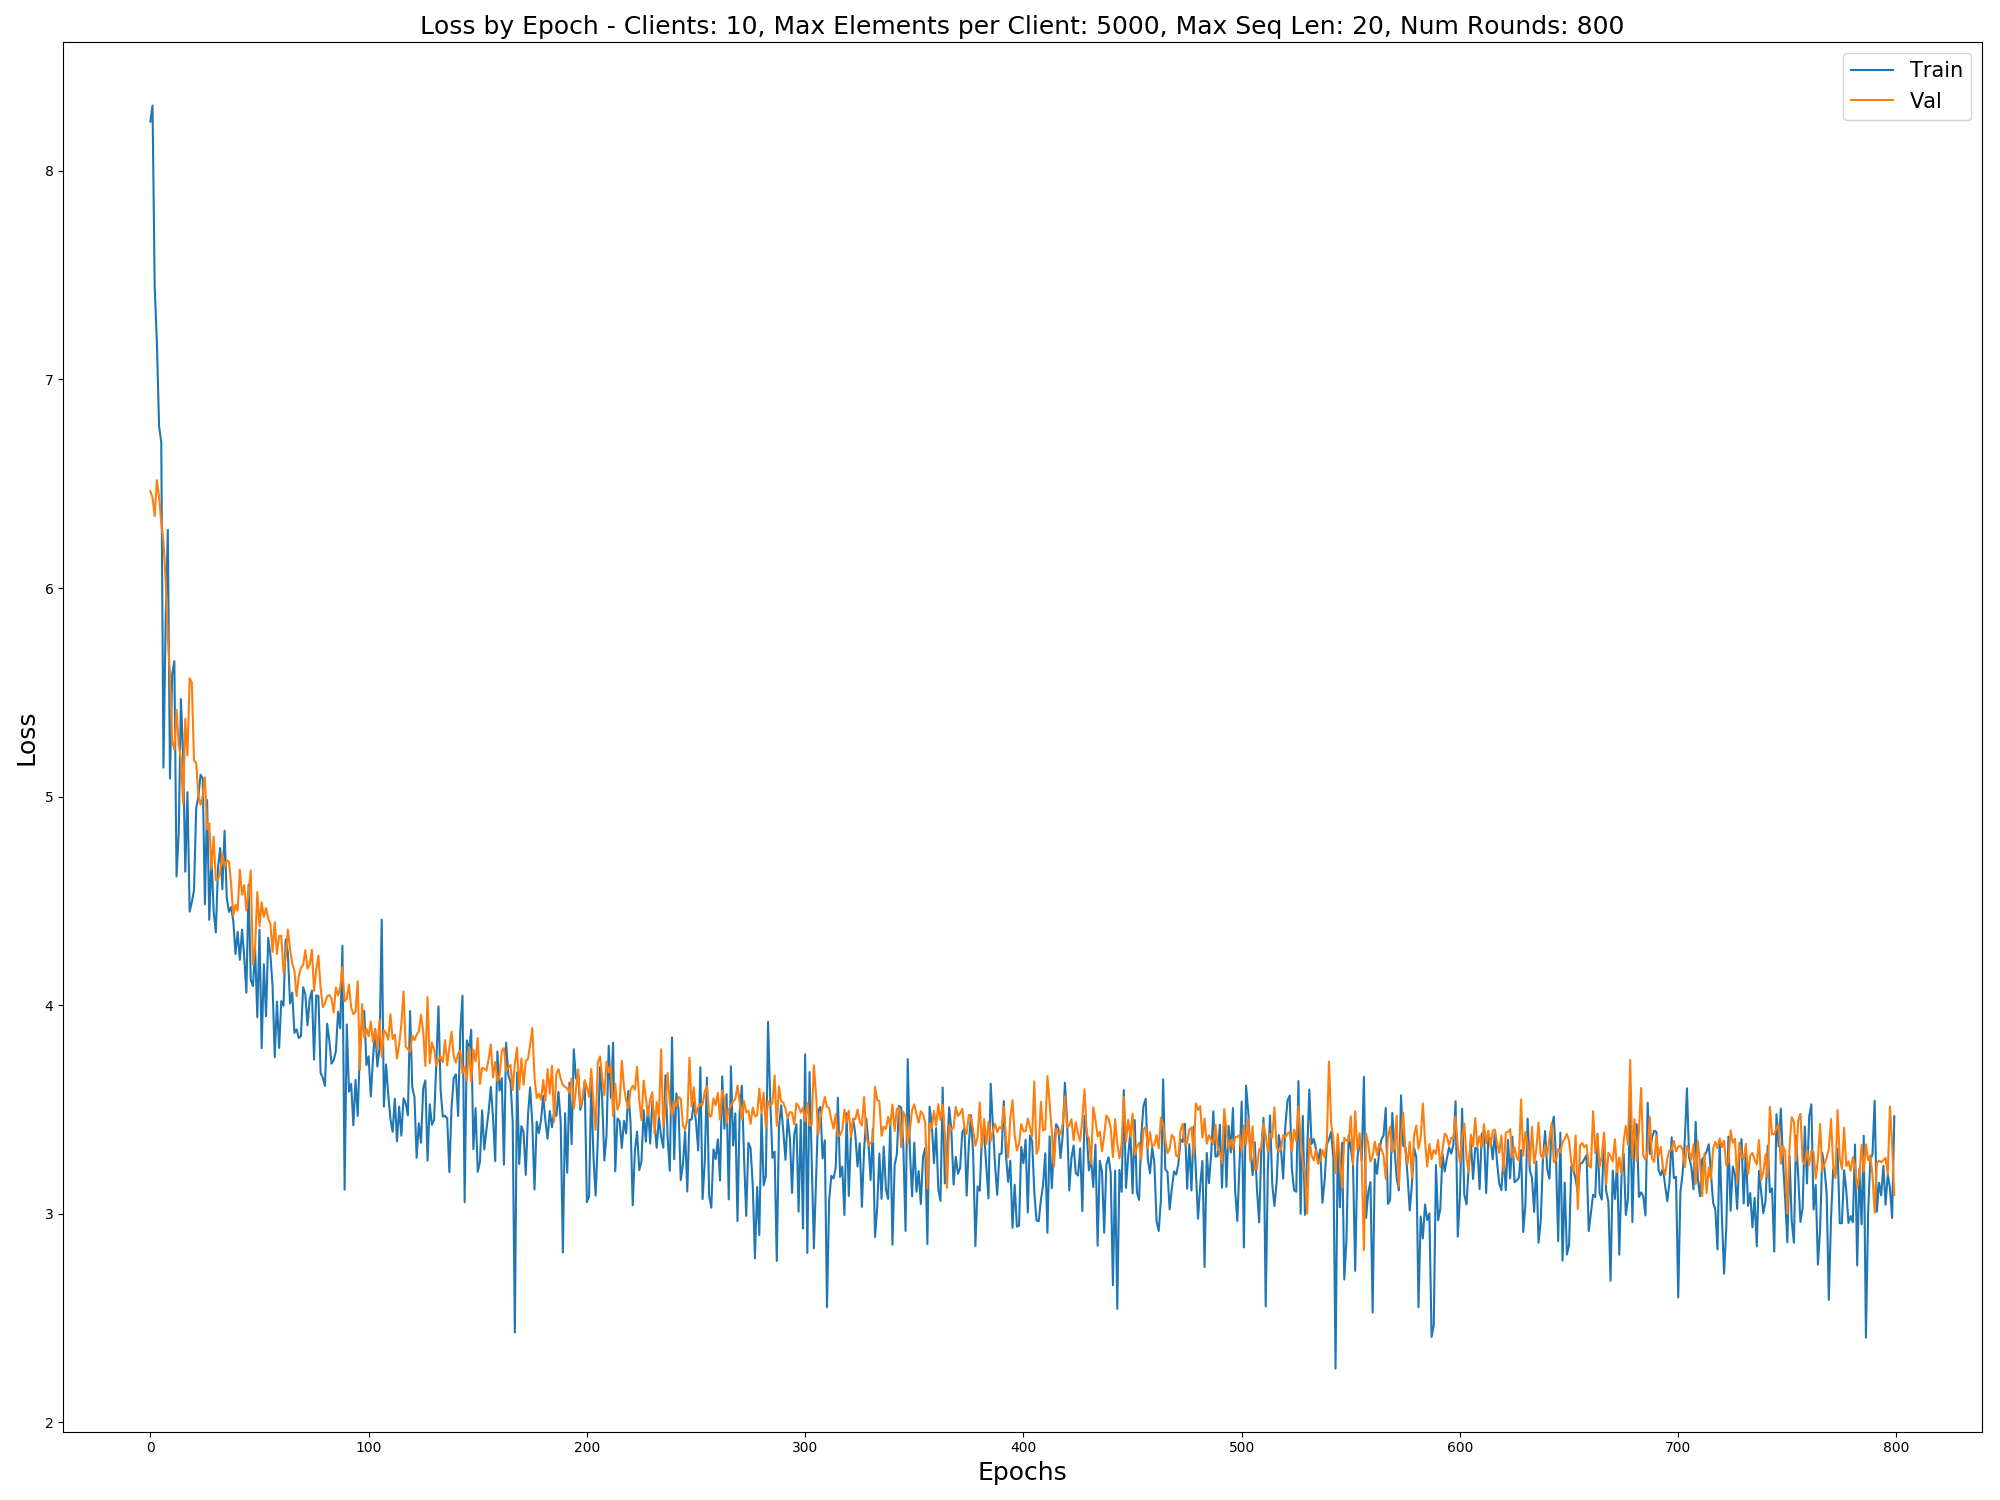 Loss by Epoch - Clients: 10, Max Elements per Client: 5000, Max Seq Len: 20, Num Rounds: 800
Train
Val
8
7
6
5
4
3
2
Loss
0 100 200 300 400 500 600 700 800
Epochs